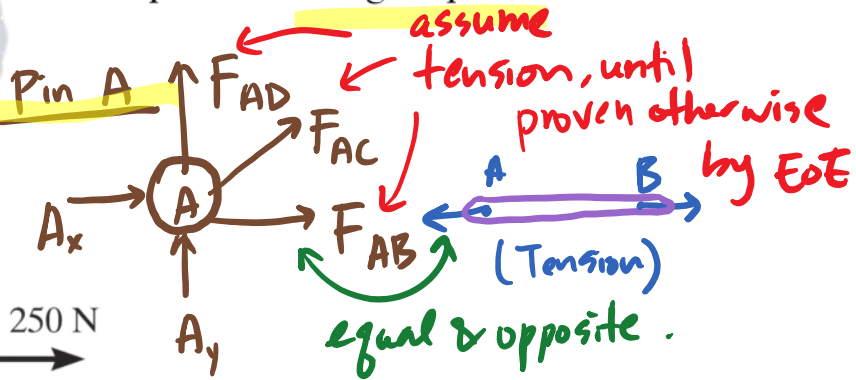 assume
tension, until
proven otherwise
by EOE
Pin A
F_AD
F_AC
A
A_x
F_AB
A B
(Tension)
A_y
250 N
equal & opposite.